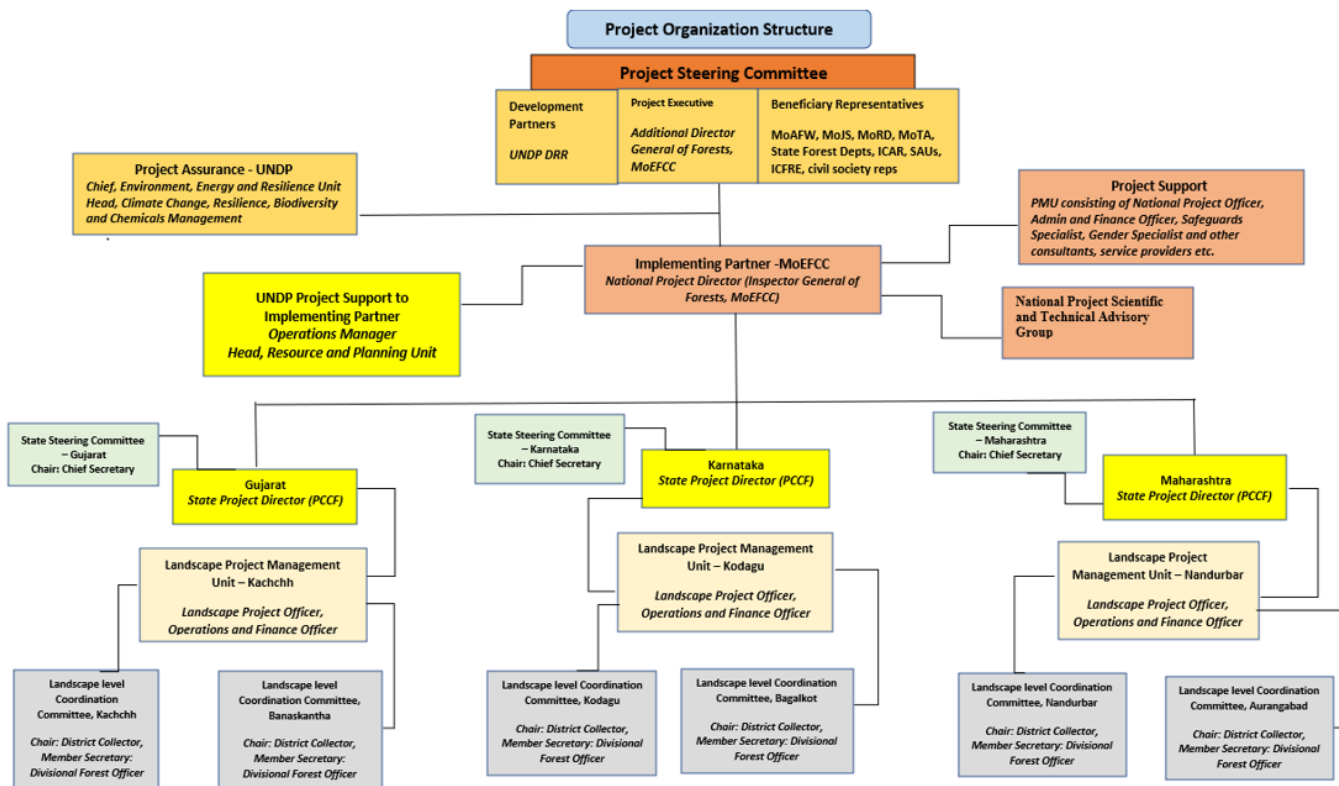 Project Organization Structure
Project Steering Committee
Development
Partners
UNDP DRR
Project Executive
Additional Director
General of Forests,
MoEFCC
Beneficiary Representatives
MoAFW, MoJS, MoRD, MoTA,
State Forest Depts, ICAR, SAUs,
ICFRE, civil society reps
Project Assurance - UNDP
Chief, Environment, Energy and Resilience Unit
Head, Climate Change, Resilience, Biodiversity
and Chemicals Management
Project Support
PMU consisting of National Project Officer,
Admin and Finance Officer, Safeguards
Specialist, Gender Specialist and other
consultants, service providers etc.
Implementing Partner -MoEFCC
National Project Director (Inspector General of
Forests, MoEFCC)
UNDP Project Support to
Implementing Partner
Operations Manager
Head, Resource and Planning Unit
National Project Scientific
and Technical Advisory
Group
State Steering Committee
– Gujarat
Chair: Chief Secretary
Gujarat
State Project Director (PCCF)
State Steering Committee
– Karnataka
Chair: Chief Secretary
Karnataka
State Project Director (PCCF)
State Steering Committee
– Maharashtra
Chair: Chief Secretary
Maharashtra
State Project Director (PCCF)
Landscape Project Management
Unit – Kachchh
Landscape Project Officer,
Operations and Finance Officer
Landscape Project Management
Unit – Kodagu
Landscape Project Officer,
Operations and Finance Officer
Landscape Project
Management Unit – Nandurbar
Landscape Project Officer,
Operations and Finance Officer
Landscape level
Coordination
Committee, Kachchh
Chair: District Collector,
Member Secretary:
Divisional Forest Officer
Landscape level
Coordination Committee,
Banaskantha
Chair: District Collector,
Member Secretary:
Divisional Forest Officer
Landscape level Coordination
Committee, Kodagu
Chair: District Collector,
Member Secretary: Divisional
Forest Officer
Landscape level Coordination
Committee, Bagalkot
Chair: District Collector,
Member Secretary: Divisional
Forest Officer
Landscape level Coordination
Committee, Nandurbar
Chair: District Collector,
Member Secretary: Divisional
Forest Officer
Landscape level Coordination
Committee, Aurangabad
Chair: District Collector,
Member Secretary: Divisional
Forest Officer